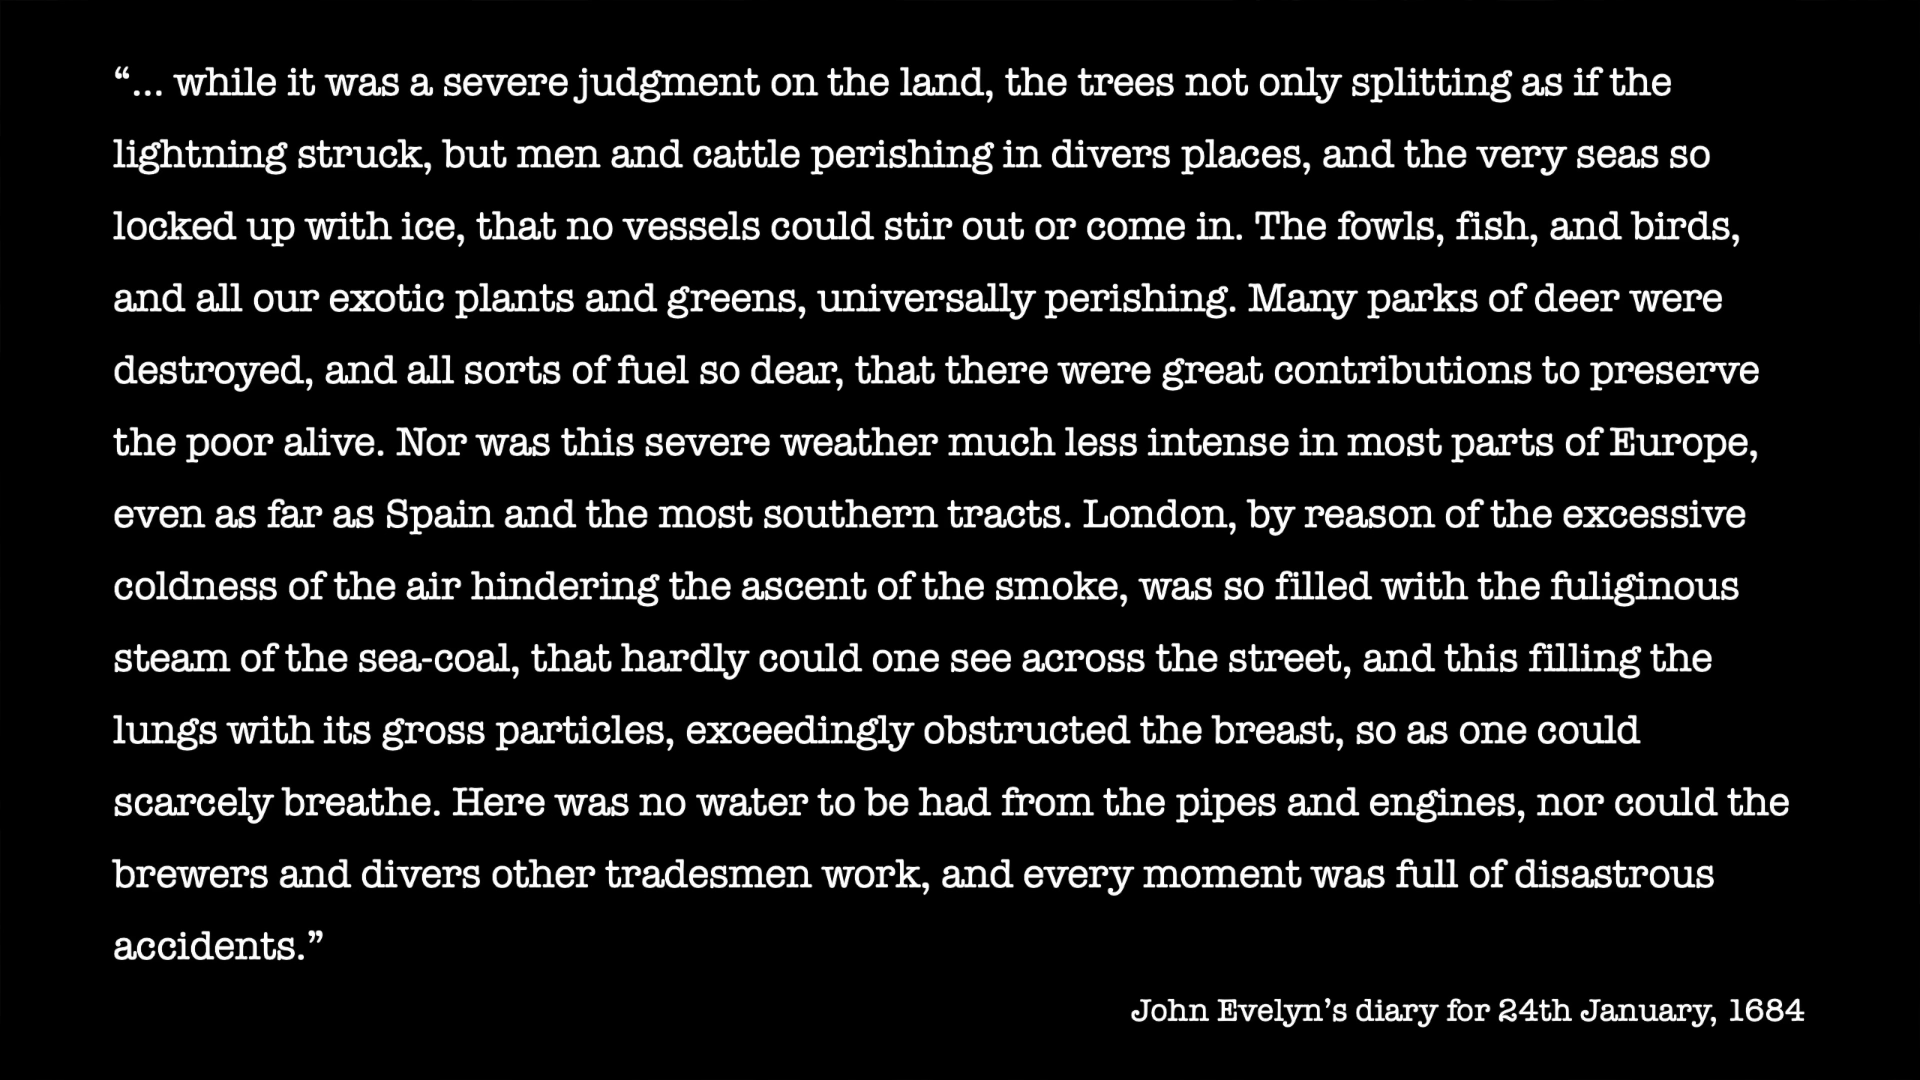 “... while it was a severe judgment on the land, the trees not only splitting as if the
lightning struck, but men and cattle perishing in divers places, and the very seas so
locked up with ice, that no vessels could stir out or come in. The fowls, fish, and birds,
and all our exotic plants and greens, universally perishing. Many parks of deer were
destroyed, and all sorts of fuel so dear, that there were great contributions to preserve
the poor alive. Nor was this severe weather much less intense in most parts of Europe,
even as far as Spain and the most southern tracts. London, by reason of the excessive
coldness of the air hindering the ascent of the smoke, was so filled with the fuliginous
steam of the sea-coal, that hardly could one see across the street, and this filling the
lungs with its gross particles, exceedingly obstructed the breast, so as one could
scarcely breathe. Here was no water to be had from the pipes and engines, nor could the
brewers and divers other tradesmen work, and every moment was full of disastrous
accidents.”
John Evelyn’s diary for 24th January, 1684